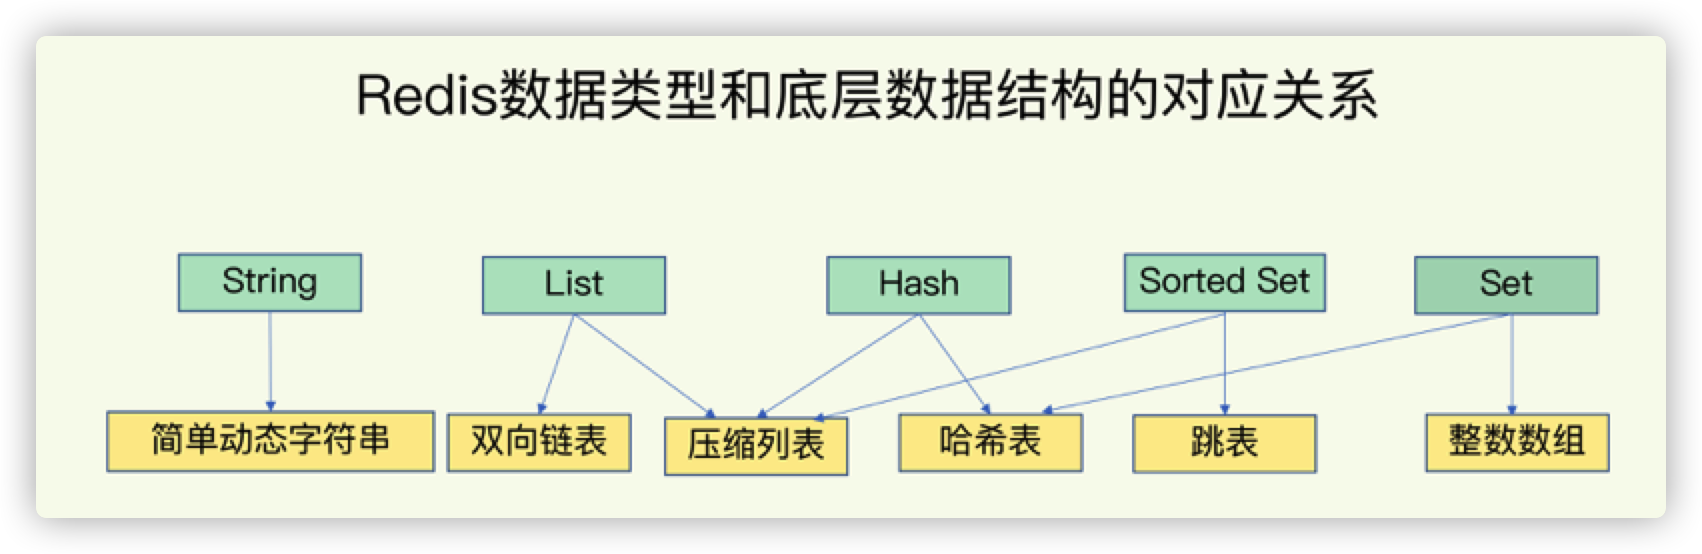 Redis数据类型和底层数据结构的对应关系
String
List
Hash
Sorted Set
Set
简单动态字符串
双向链表
压缩列表
哈希表
跳表
整数数组